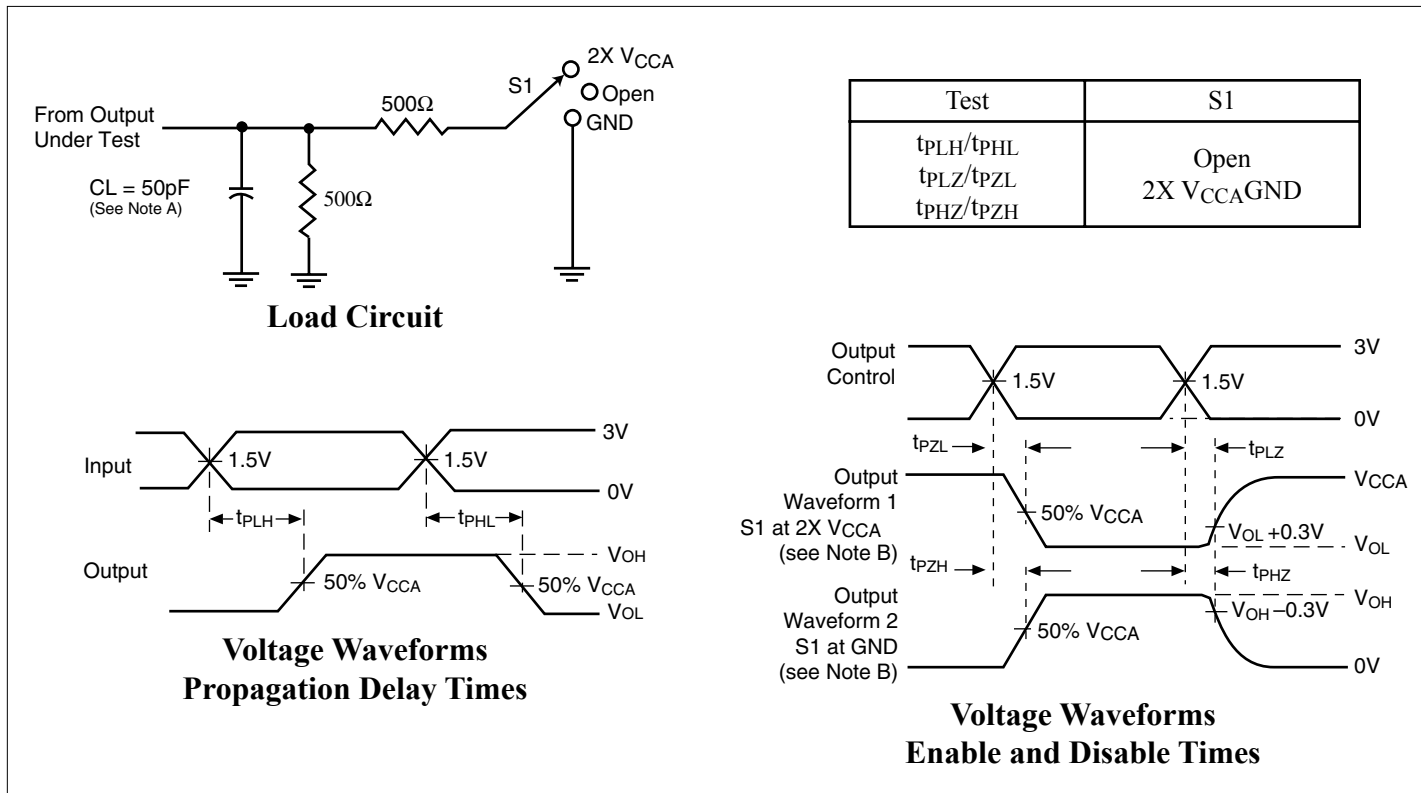 2X VCCA
S1
Open
GND
500Ω
From Output
Under Test
CL = 50pF
(See Note A)
500Ω
Load Circuit
Test S1
tPLH/tPHL
tPLZ/tPZL
tPHZ/tPZH
Open
2X VCCAGND
Input
1.5V
1.5V
3V
0V
tPLH
tPHL
Output
50% VCCA
50% VCCA
VOH
VOL
Voltage Waveforms
Propagation Delay Times
Output
Control
1.5V
1.5V
3V
0V
tPZL
tPLZ
Output
Waveform 1
S1 at 2X VCCA
(see Note B)
50% VCCA
VCCA
VOL +0.3V
VOL
tPZH
tPHZ
Output
Waveform 2
S1 at GND
(see Note B)
50% VCCA
VOH
VOH −0.3V
0V
Voltage Waveforms
Enable and Disable Times